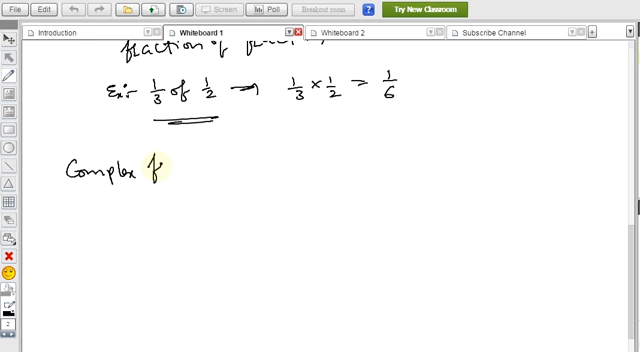 File Edit Screen Poll Breakout room ? Try New Classroom
Introduction Whiteboard 1 Whiteboard 2 Subscribe Channel
fraction of
Ex:- 1/3 of 1/2 → 1/3 × 1/2 = 1/6
Complex f
2